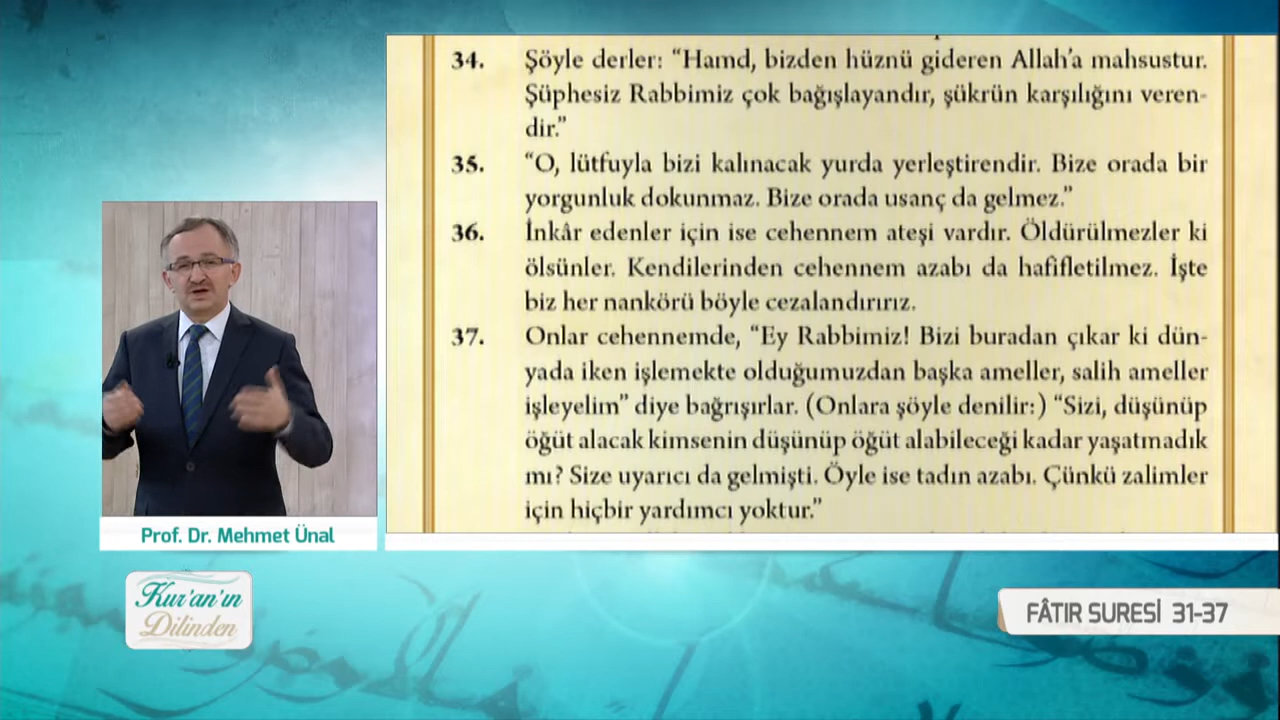 34. Şöyle derler: “Hamd, bizden hüznü gideren Allah’a mahsustur.
Şüphesiz Rabbimiz çok bağışlayandır, şükrün karşılığını veren-
dir.”
35. “O, lütfuyla bizi kalınacak yurda yerleştirendir. Bize orada bir
yorgunluk dokunmaz. Bize orada usanç da gelmez.”
36. İnkâr edenler için ise cehennem ateşi vardır. Öldürülmezler ki
ölsünler. Kendilerinden cehennem azabı da hafifletilmez. İşte
biz her nankörü böyle cezalandırırız.
37. Onlar cehennemde, “Ey Rabbimiz! Bizi buradan çıkar ki dün-
yada iken işlemekte olduğumuzdan başka ameller, salih ameller
işleyelim” diye bağrışırlar. (Onlara şöyle denilir:) “Sizi, düşünüp
öğüt alacak kimsenin düşünüp öğüt alabileceği kadar yaşatmadık
mı? Size uyarıcı da gelmişti. Öyle ise tadın azabı. Çünkü zalimler
için hiçbir yardımcı yoktur.”
Prof. Dr. Mehmet Ünal
Kur'an'ın
Dilinden
FÂTIR SURESİ 31-37